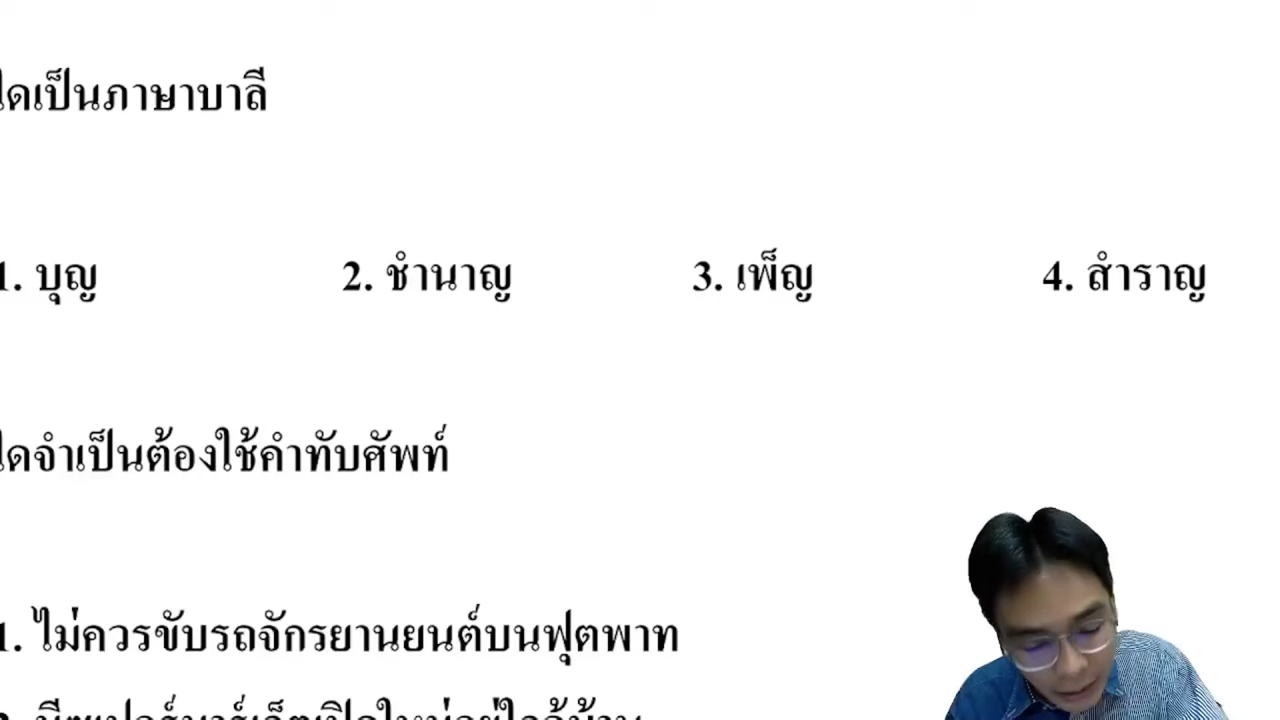 ใดเป็นภาษาบาลี
1. บุญ 2. ชำนาญ 3. เพ็ญ 4. สำราญ
ใดจำเป็นต้องใช้คำทับศัพท์
1. ไม่ควรขับรถจักรยานยนต์บนฟุตพาท